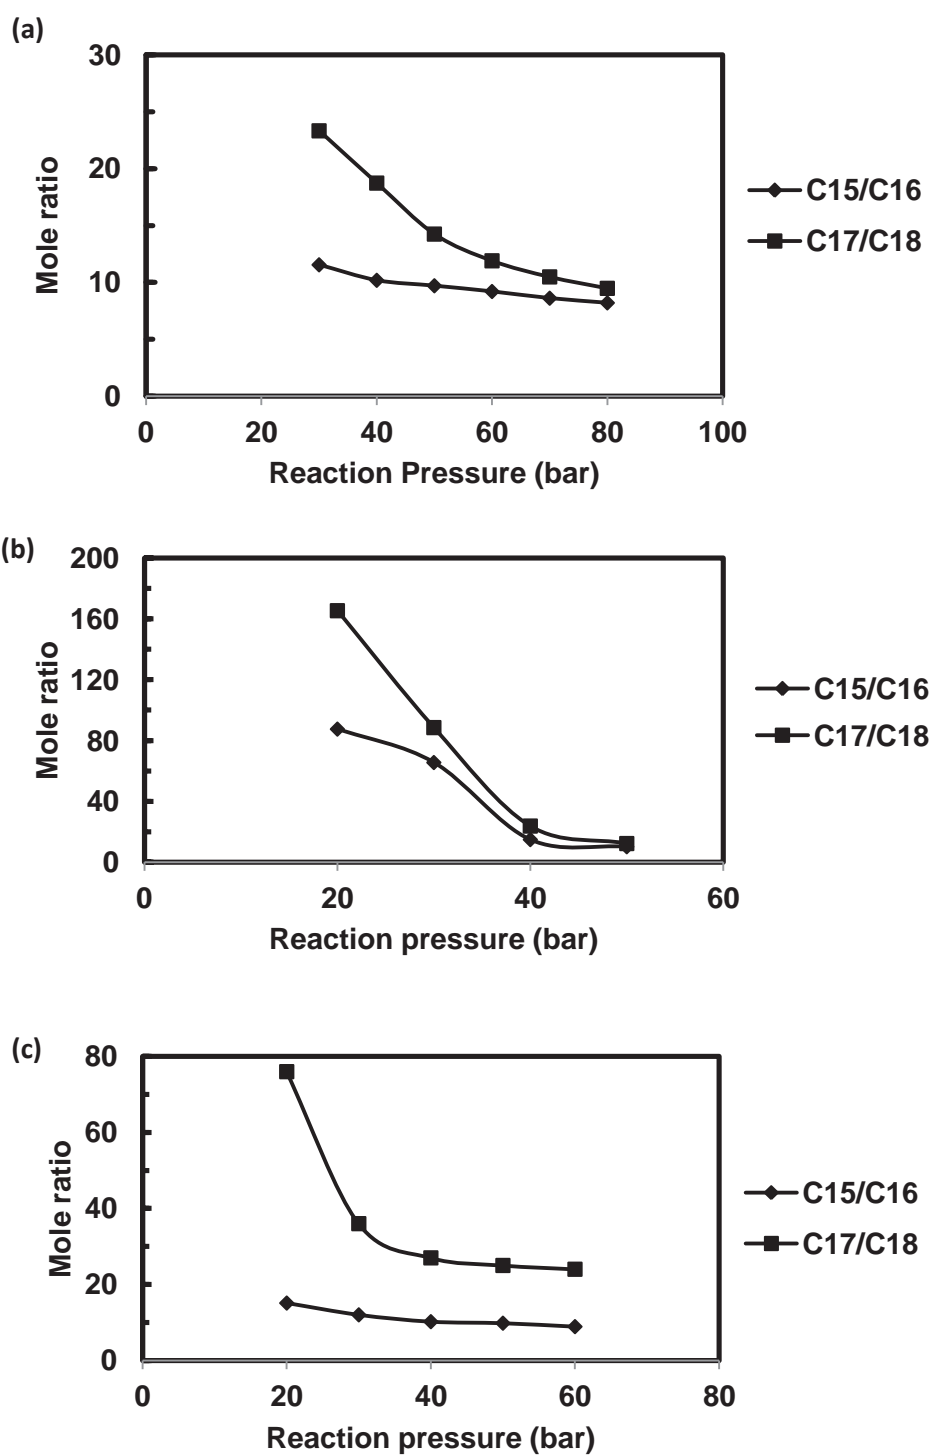 (a)
30
20
10
0
Mole ratio
0 20 40 60 80 100
Reaction Pressure (bar)
C15/C16
C17/C18
(b)
200
160
120
80
40
0
Mole ratio
0 20 40 60
Reaction pressure (bar)
C15/C16
C17/C18
(c)
80
60
40
20
0
Mole ratio
0 20 40 60 80
Reaction pressure (bar)
C15/C16
C17/C18